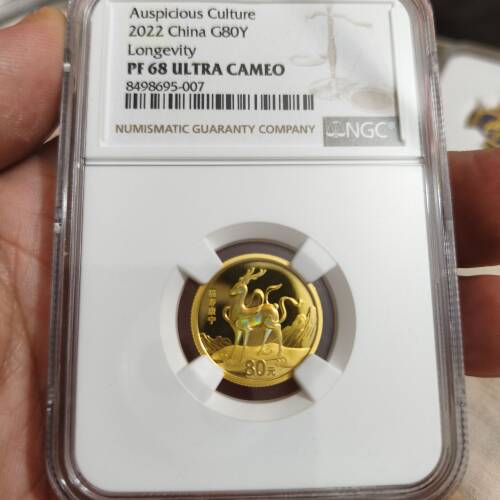 Auspicious Culture
2022 China G80Y
Longevity
PF 68 ULTRA CAMEO
8498695-007
NUMISMATIC GUARANTY COMPANY
NGC
80元